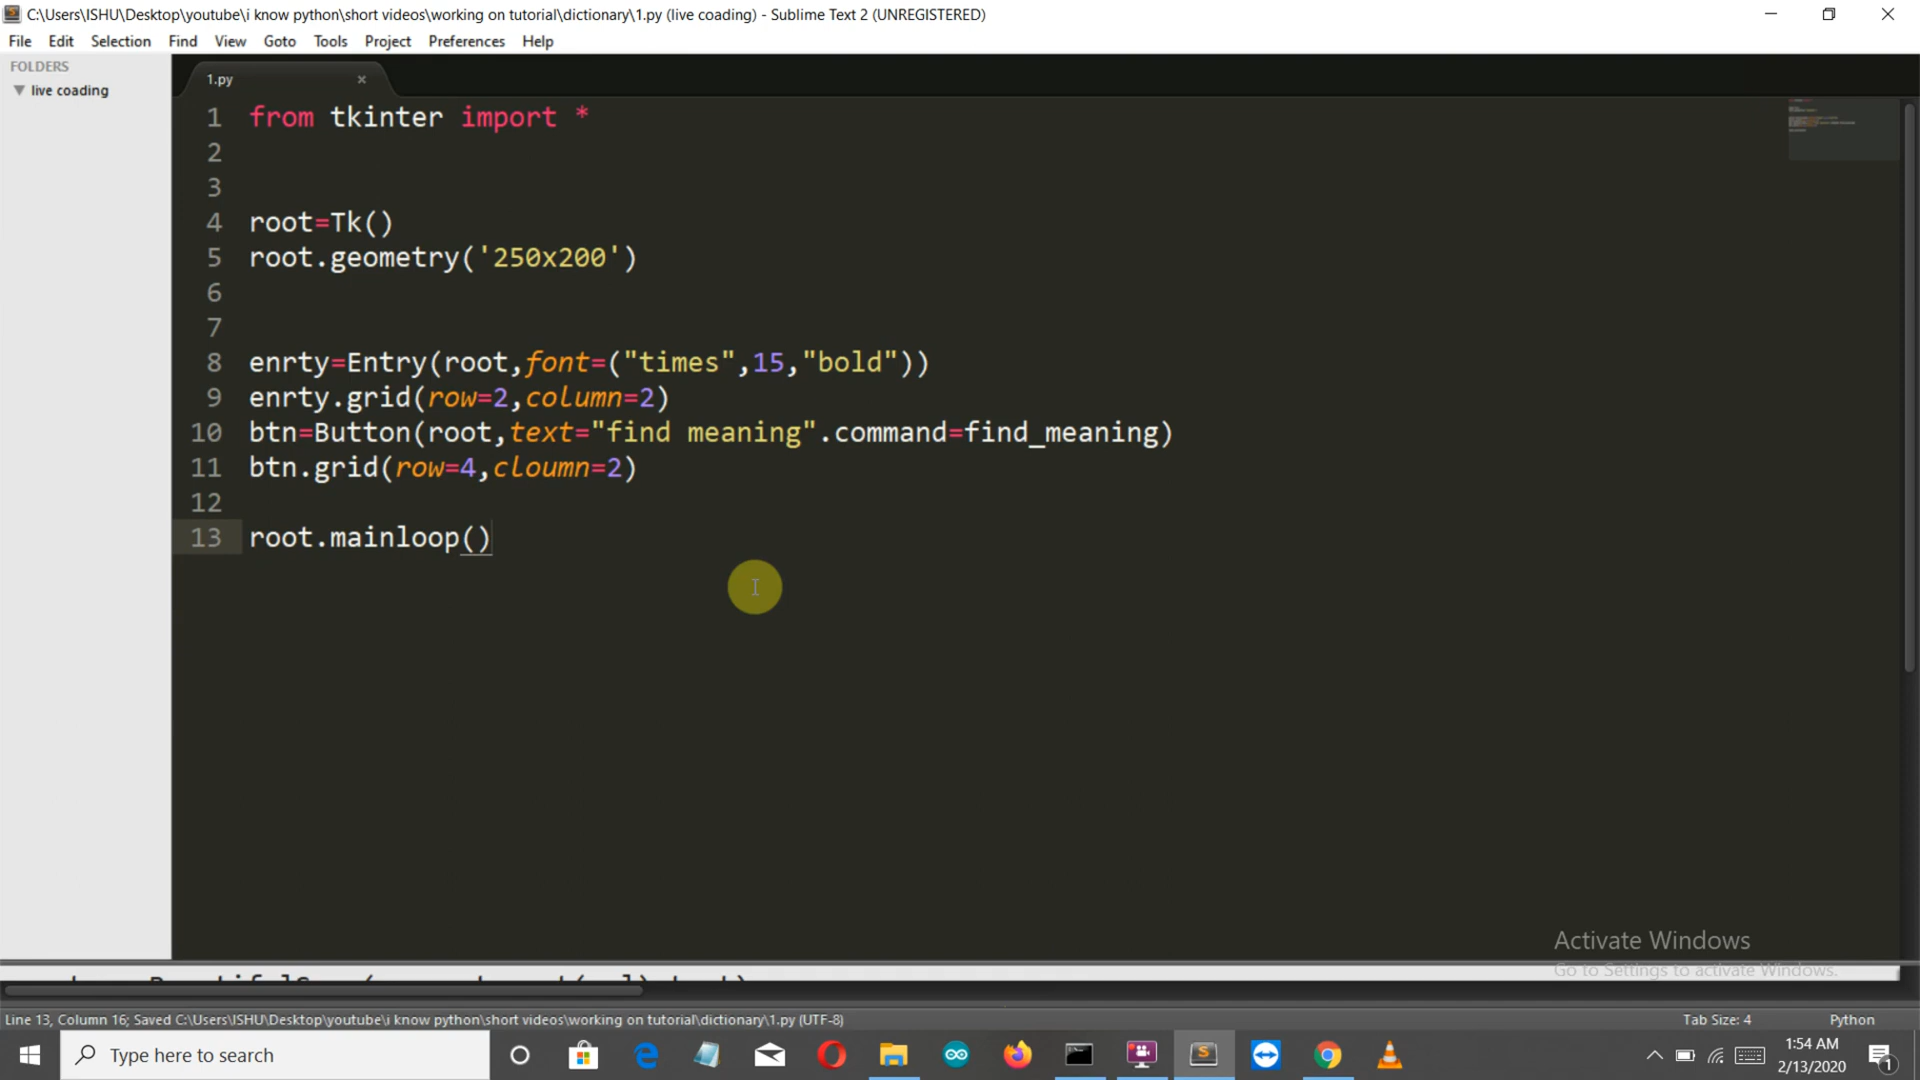 C:\Users\ISHU\Desktop\youtube\i know python\short videos\working on tutorial\dictionary\1.py (live coading) - Sublime Text 2 (UNREGISTERED)
File Edit Selection Find View Goto Tools Project Preferences Help
FOLDERS
live coading
1.py
1 from tkinter import *
2
3
4 root=Tk()
5 root.geometry('250x200')
6
7
8 enrty=Entry(root,font=("times",15,"bold"))
9 enrty.grid(row=2,column=2)
10 btn=Button(root,text="find meaning".command=find_meaning)
11 btn.grid(row=4,cloumn=2)
12
13 root.mainloop()
Activate Windows
Go to Settings to activate Windows.
Line 13, Column 16; Saved C:\Users\ISHU\Desktop\youtube\i know python\short videos\working on tutorial\dictionary\1.py (UTF-8)
Tab Size: 4 Python
Type here to search
1:54 AM
2/13/2020
1